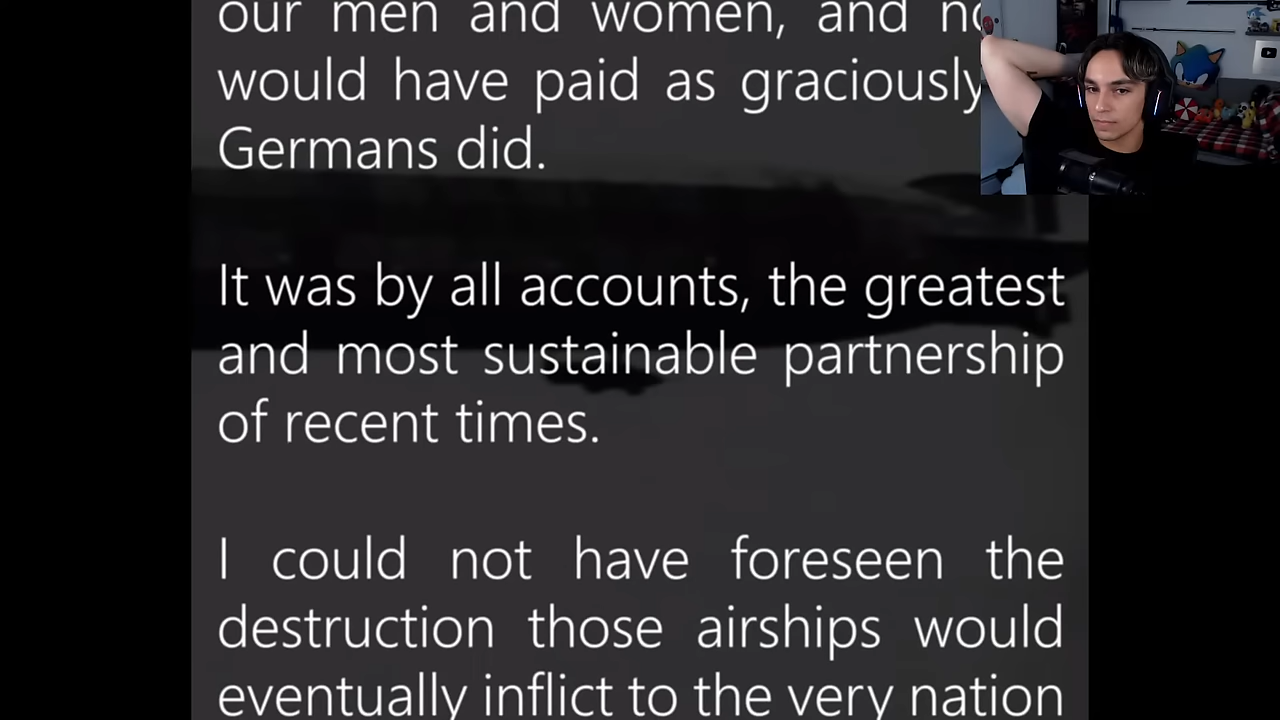 our men and women, and
would have paid as graciously
Germans did.
It was by all accounts, the greatest
and most sustainable partnership
of recent times.
I could not have foreseen the
destruction those airships would
eventually inflict to the very nation